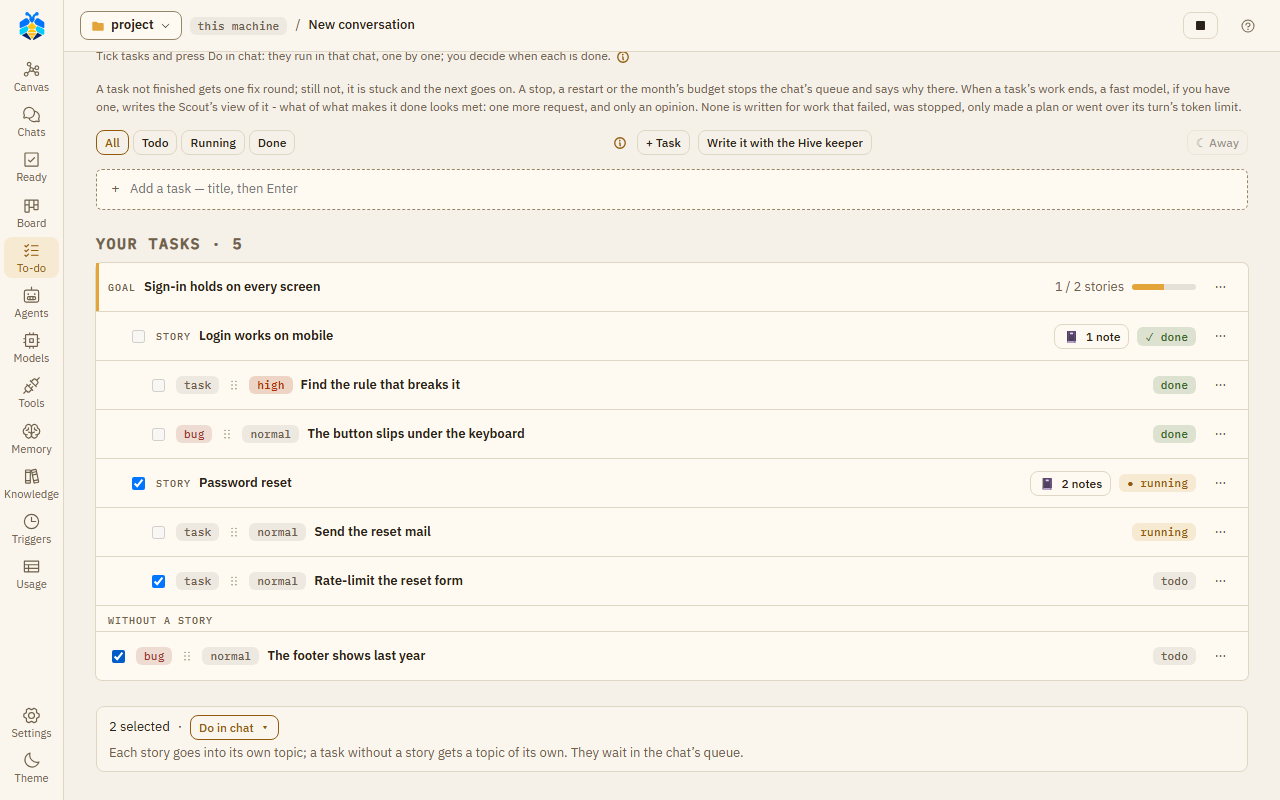 project
this machine / New conversation
Tick tasks and press Do in chat: they run in that chat, one by one; you decide when each is done.
A task not finished gets one fix round; still not, it is stuck and the next goes on. A stop, a restart or the month's budget stops the chat's queue and says why there. When a task's work ends, a fast model, if you have
one, writes the Scout's view of it - what of what makes it done looks met: one more request, and only an opinion. None is written for work that failed, was stopped, only made a plan or went over its turn's token limit.
All Todo Running Done + Task Write it with the Hive keeper Away
+ Add a task — title, then Enter
YOUR TASKS · 5
GOAL Sign-in holds on every screen 1 / 2 stories ...
STORY Login works on mobile 1 note ✓ done ...
task high Find the rule that breaks it done ...
bug normal The button slips under the keyboard done ...
STORY Password reset 2 notes • running ...
task normal Send the reset mail running ...
task normal Rate-limit the reset form todo ...
WITHOUT A STORY
bug normal The footer shows last year todo ...
2 selected · Do in chat
Each story goes into its own topic; a task without a story gets a topic of its own. They wait in the chat's queue.
Canvas
Chats
Ready
Board
To-do
Agents
Models
Tools
Memory
Knowledge
Triggers
Usage
Settings
Theme